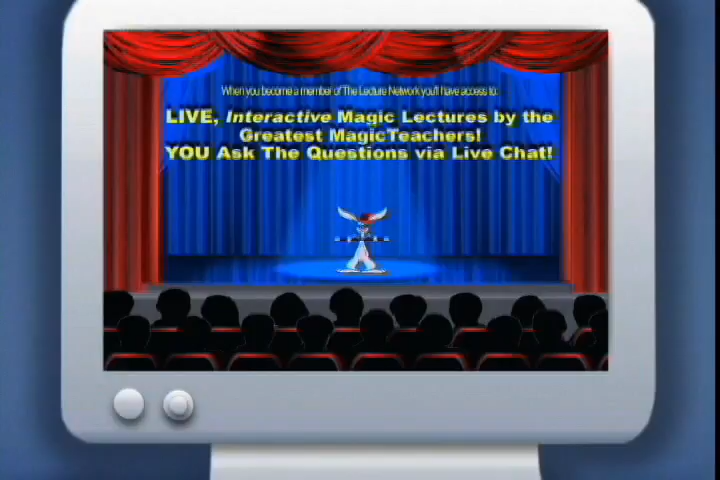 When you become a member of The Lecture Network you'll have access to:
LIVE, Interactive Magic Lectures by the
Greatest MagicTeachers!
YOU Ask The Questions via Live Chat!